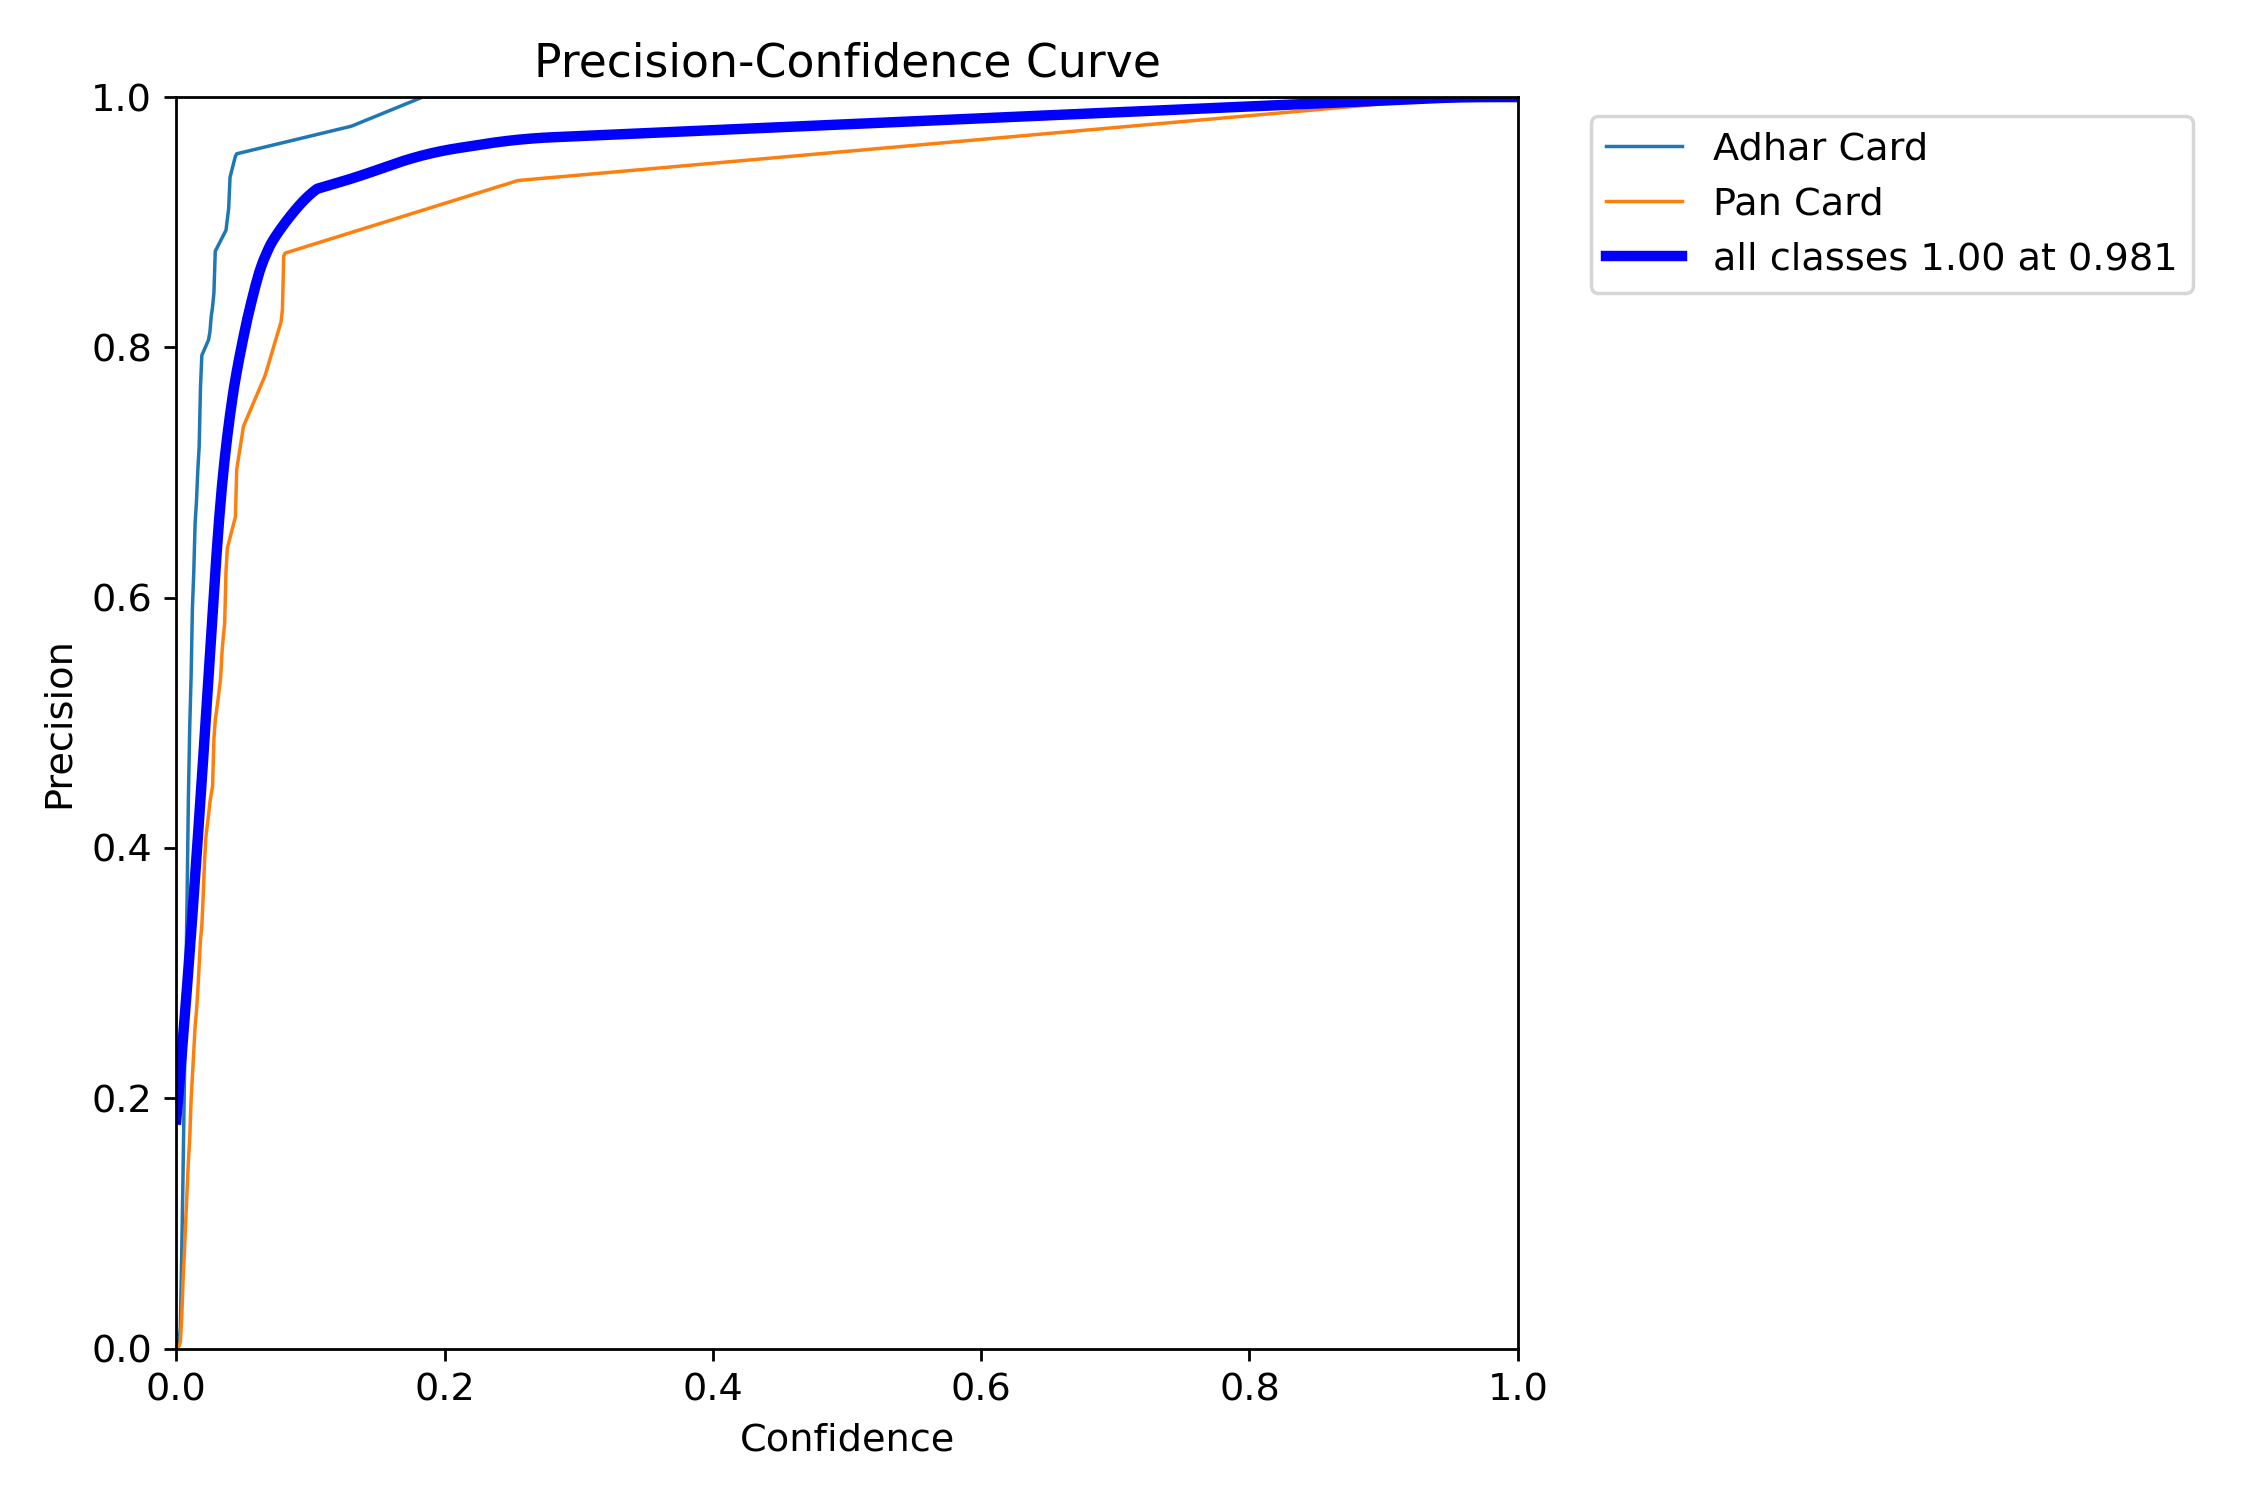 Precision-Confidence Curve
1.0
0.8
0.6
0.4
0.2
0.0
Precision
0.0 0.2 0.4 0.6 0.8 1.0
Confidence
Adhar Card
Pan Card
all classes 1.00 at 0.981